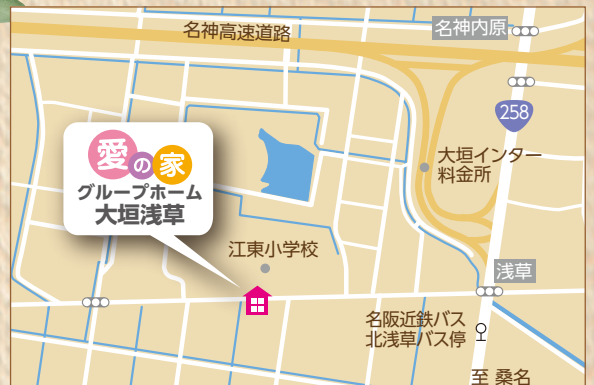 名神高速道路
名神内原
258
愛の家
グループホーム
大垣浅草
大垣インター
料金所
江東小学校
浅草
名阪近鉄バス
北浅草バス停
至 桑名